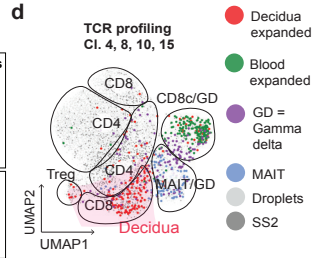 d
TCR profiling
Cl. 4, 8, 10, 15
CD8
CD8c/GD
CD4
CD4
Treg
MAIT/GD
CD8
Decidua
UMAP2
UMAP1
Decidua
expanded
Blood
expanded
GD =
Gamma
delta
MAIT
Droplets
SS2